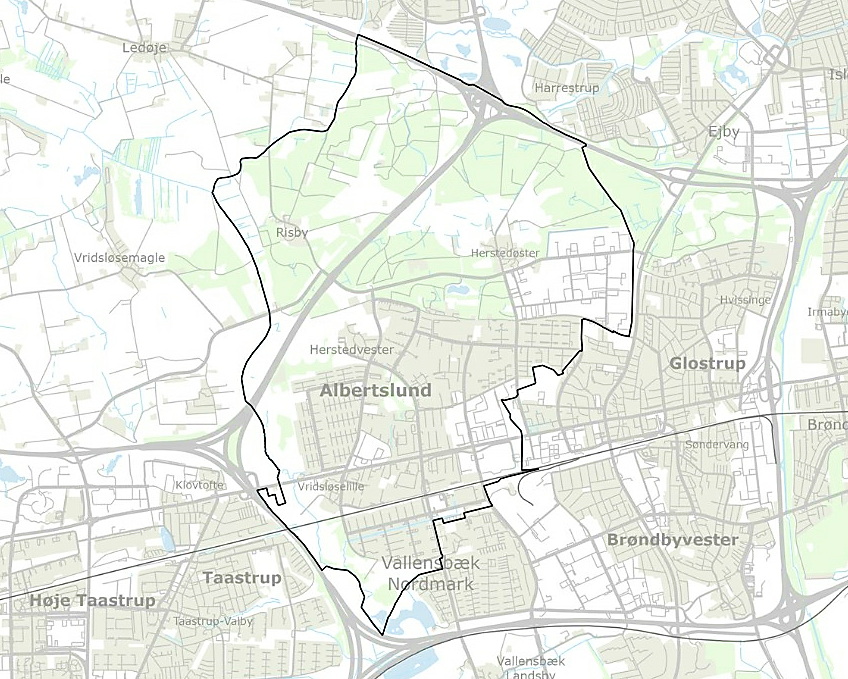 Ledøje
Harrestrup
Ejby
Risby
Herstedøster
Vridsløsemagle
Hvissinge
Herstedvester
Albertslund
Glostrup
Søndervang
Klovtofte
Vridsløselille
Brøndbyvester
Vallensbæk
Nordmark
Taastrup
Høje Taastrup
Taastrup-Valby
Vallensbæk
Landsby